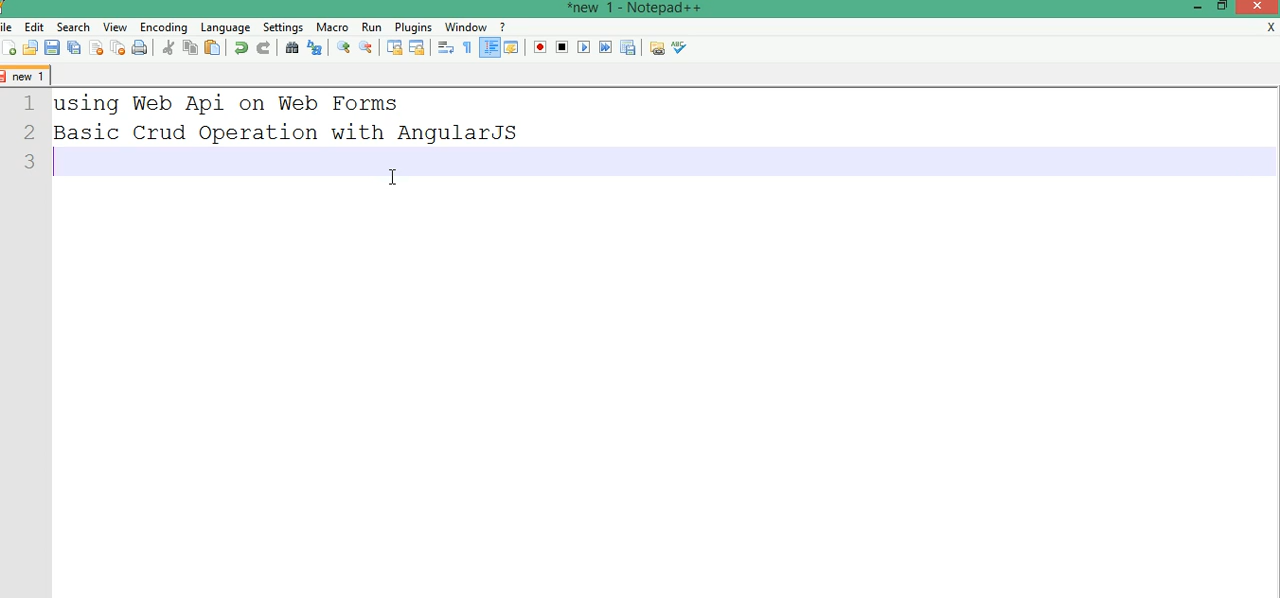 *new 1 - Notepad++
ile Edit Search View Encoding Language Settings Macro Run Plugins Window ? X
new 1
1 using Web Api on Web Forms
2 Basic Crud Operation with AngularJS
3